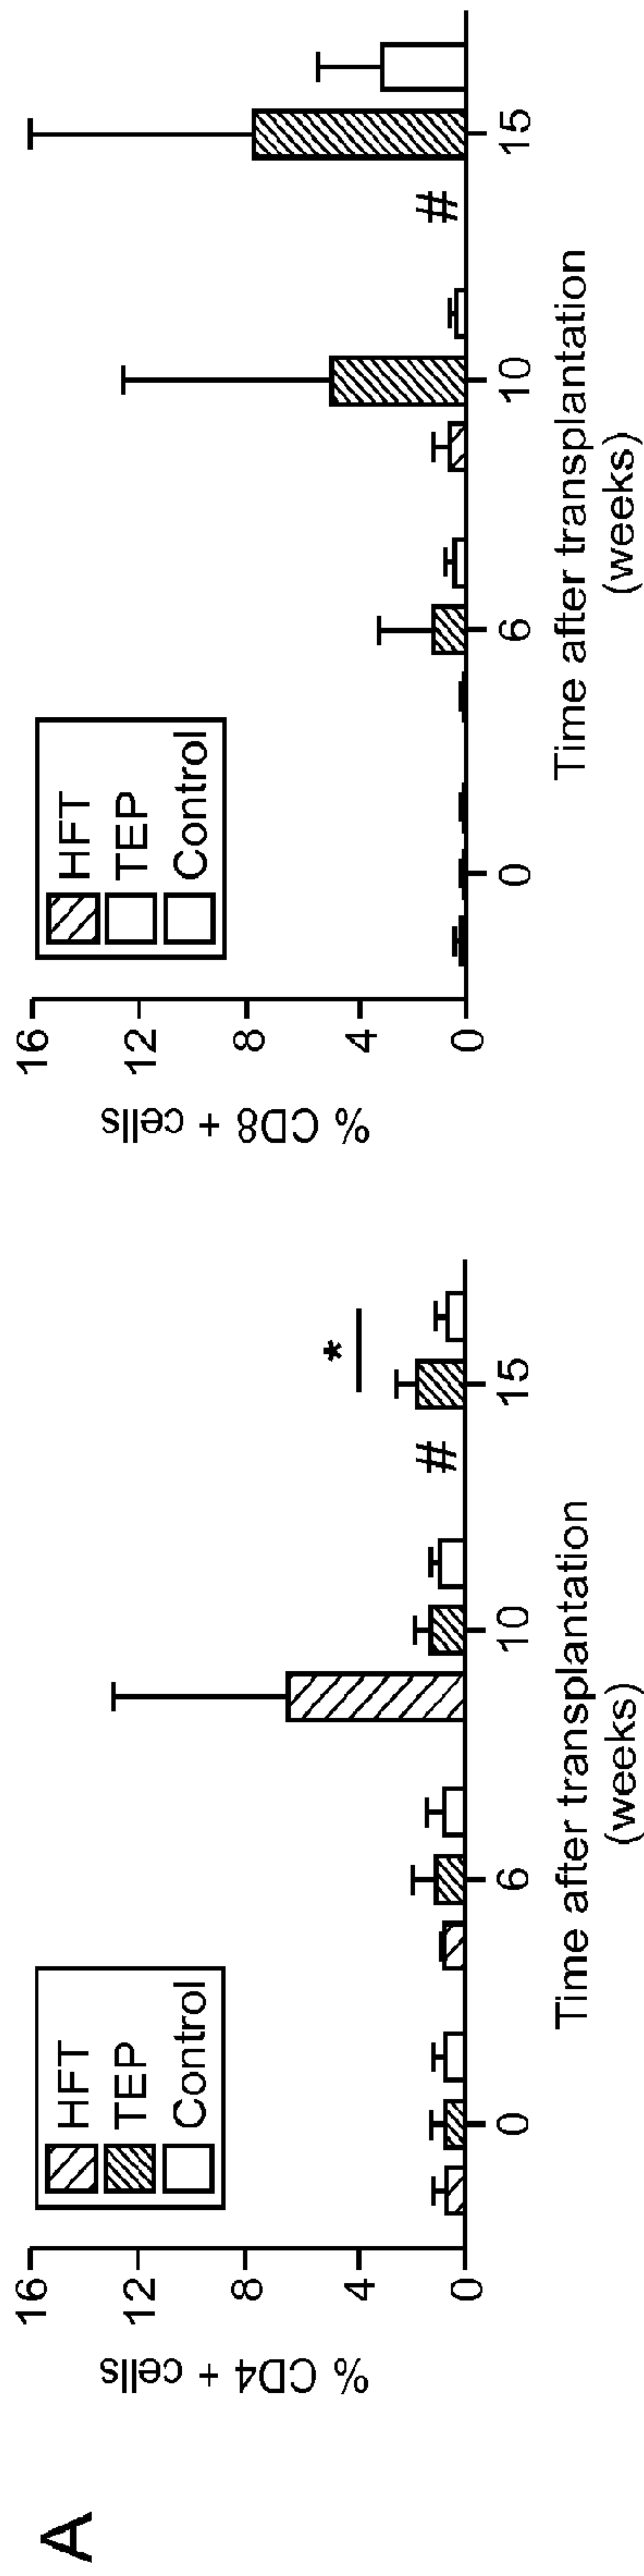 A
% CD4 + cells
16
12
8
4
0
HFT
TEP
Control
*
#
0
6
10
15
Time after transplantation
(weeks)
% CD8 + cells
16
12
8
4
0
HFT
TEP
Control
#
0
6
10
15
Time after transplantation
(weeks)